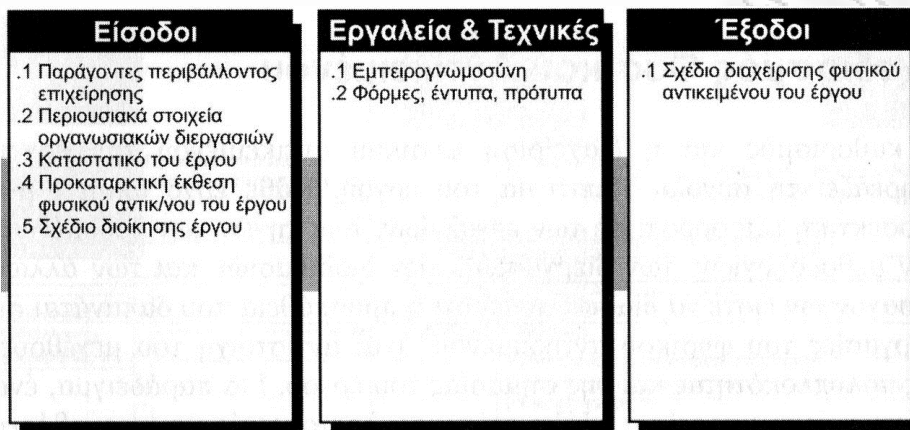 Είσοδοι
.1 Παράγοντες περιβάλλοντος
επιχείρησης
.2 Περιουσιακά στοιχεία
οργανωσιακών διεργασιών
.3 Καταστατικό του έργου
.4 Προκαταρκτική έκθεση
φυσικού αντικ/νου του έργου
.5 Σχέδιο διοίκησης έργου
Εργαλεία & Τεχνικές
.1 Εμπειρογνωμοσύνη
.2 Φόρμες, έντυπα, πρότυπα
Έξοδοι
.1 Σχέδιο διαχείρισης φυσικού
αντικειμένου του έργου